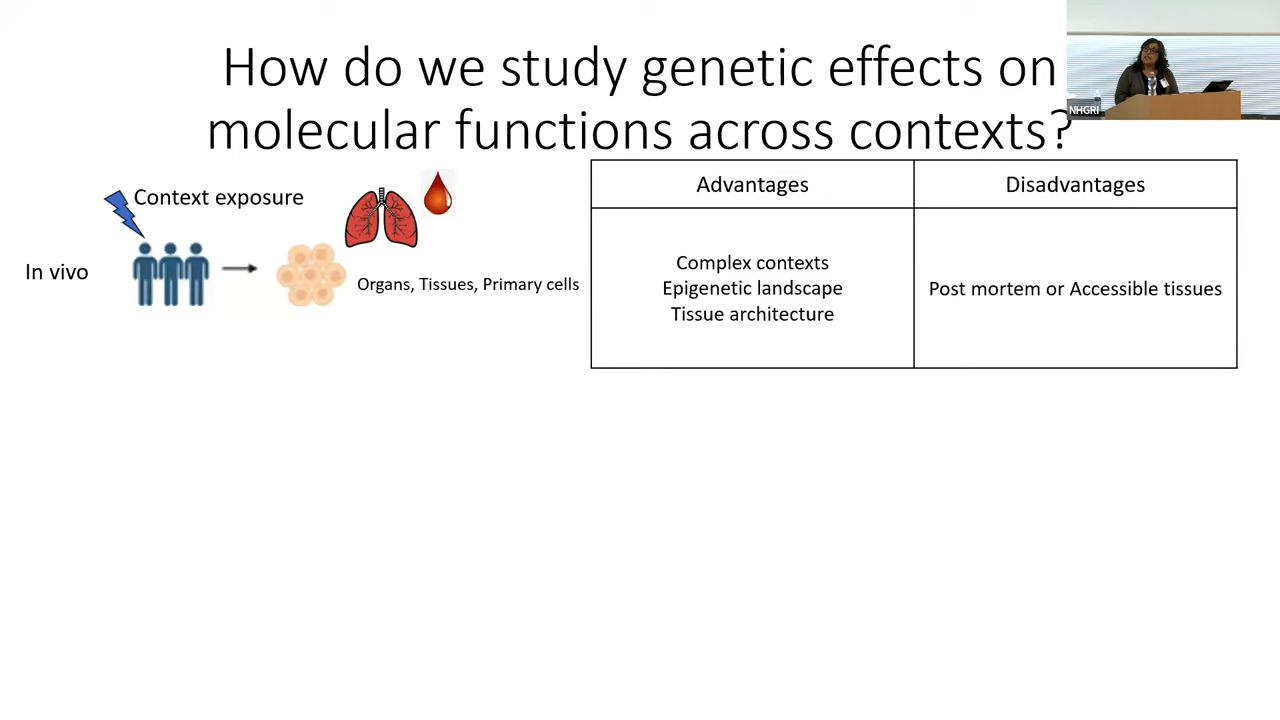 How do we study genetic effects on
molecular functions across contexts?
NHGRI
Context exposure
In vivo
Organs, Tissues, Primary cells
Advantages
Disadvantages
Complex contexts
Epigenetic landscape
Tissue architecture
Post mortem or Accessible tissues